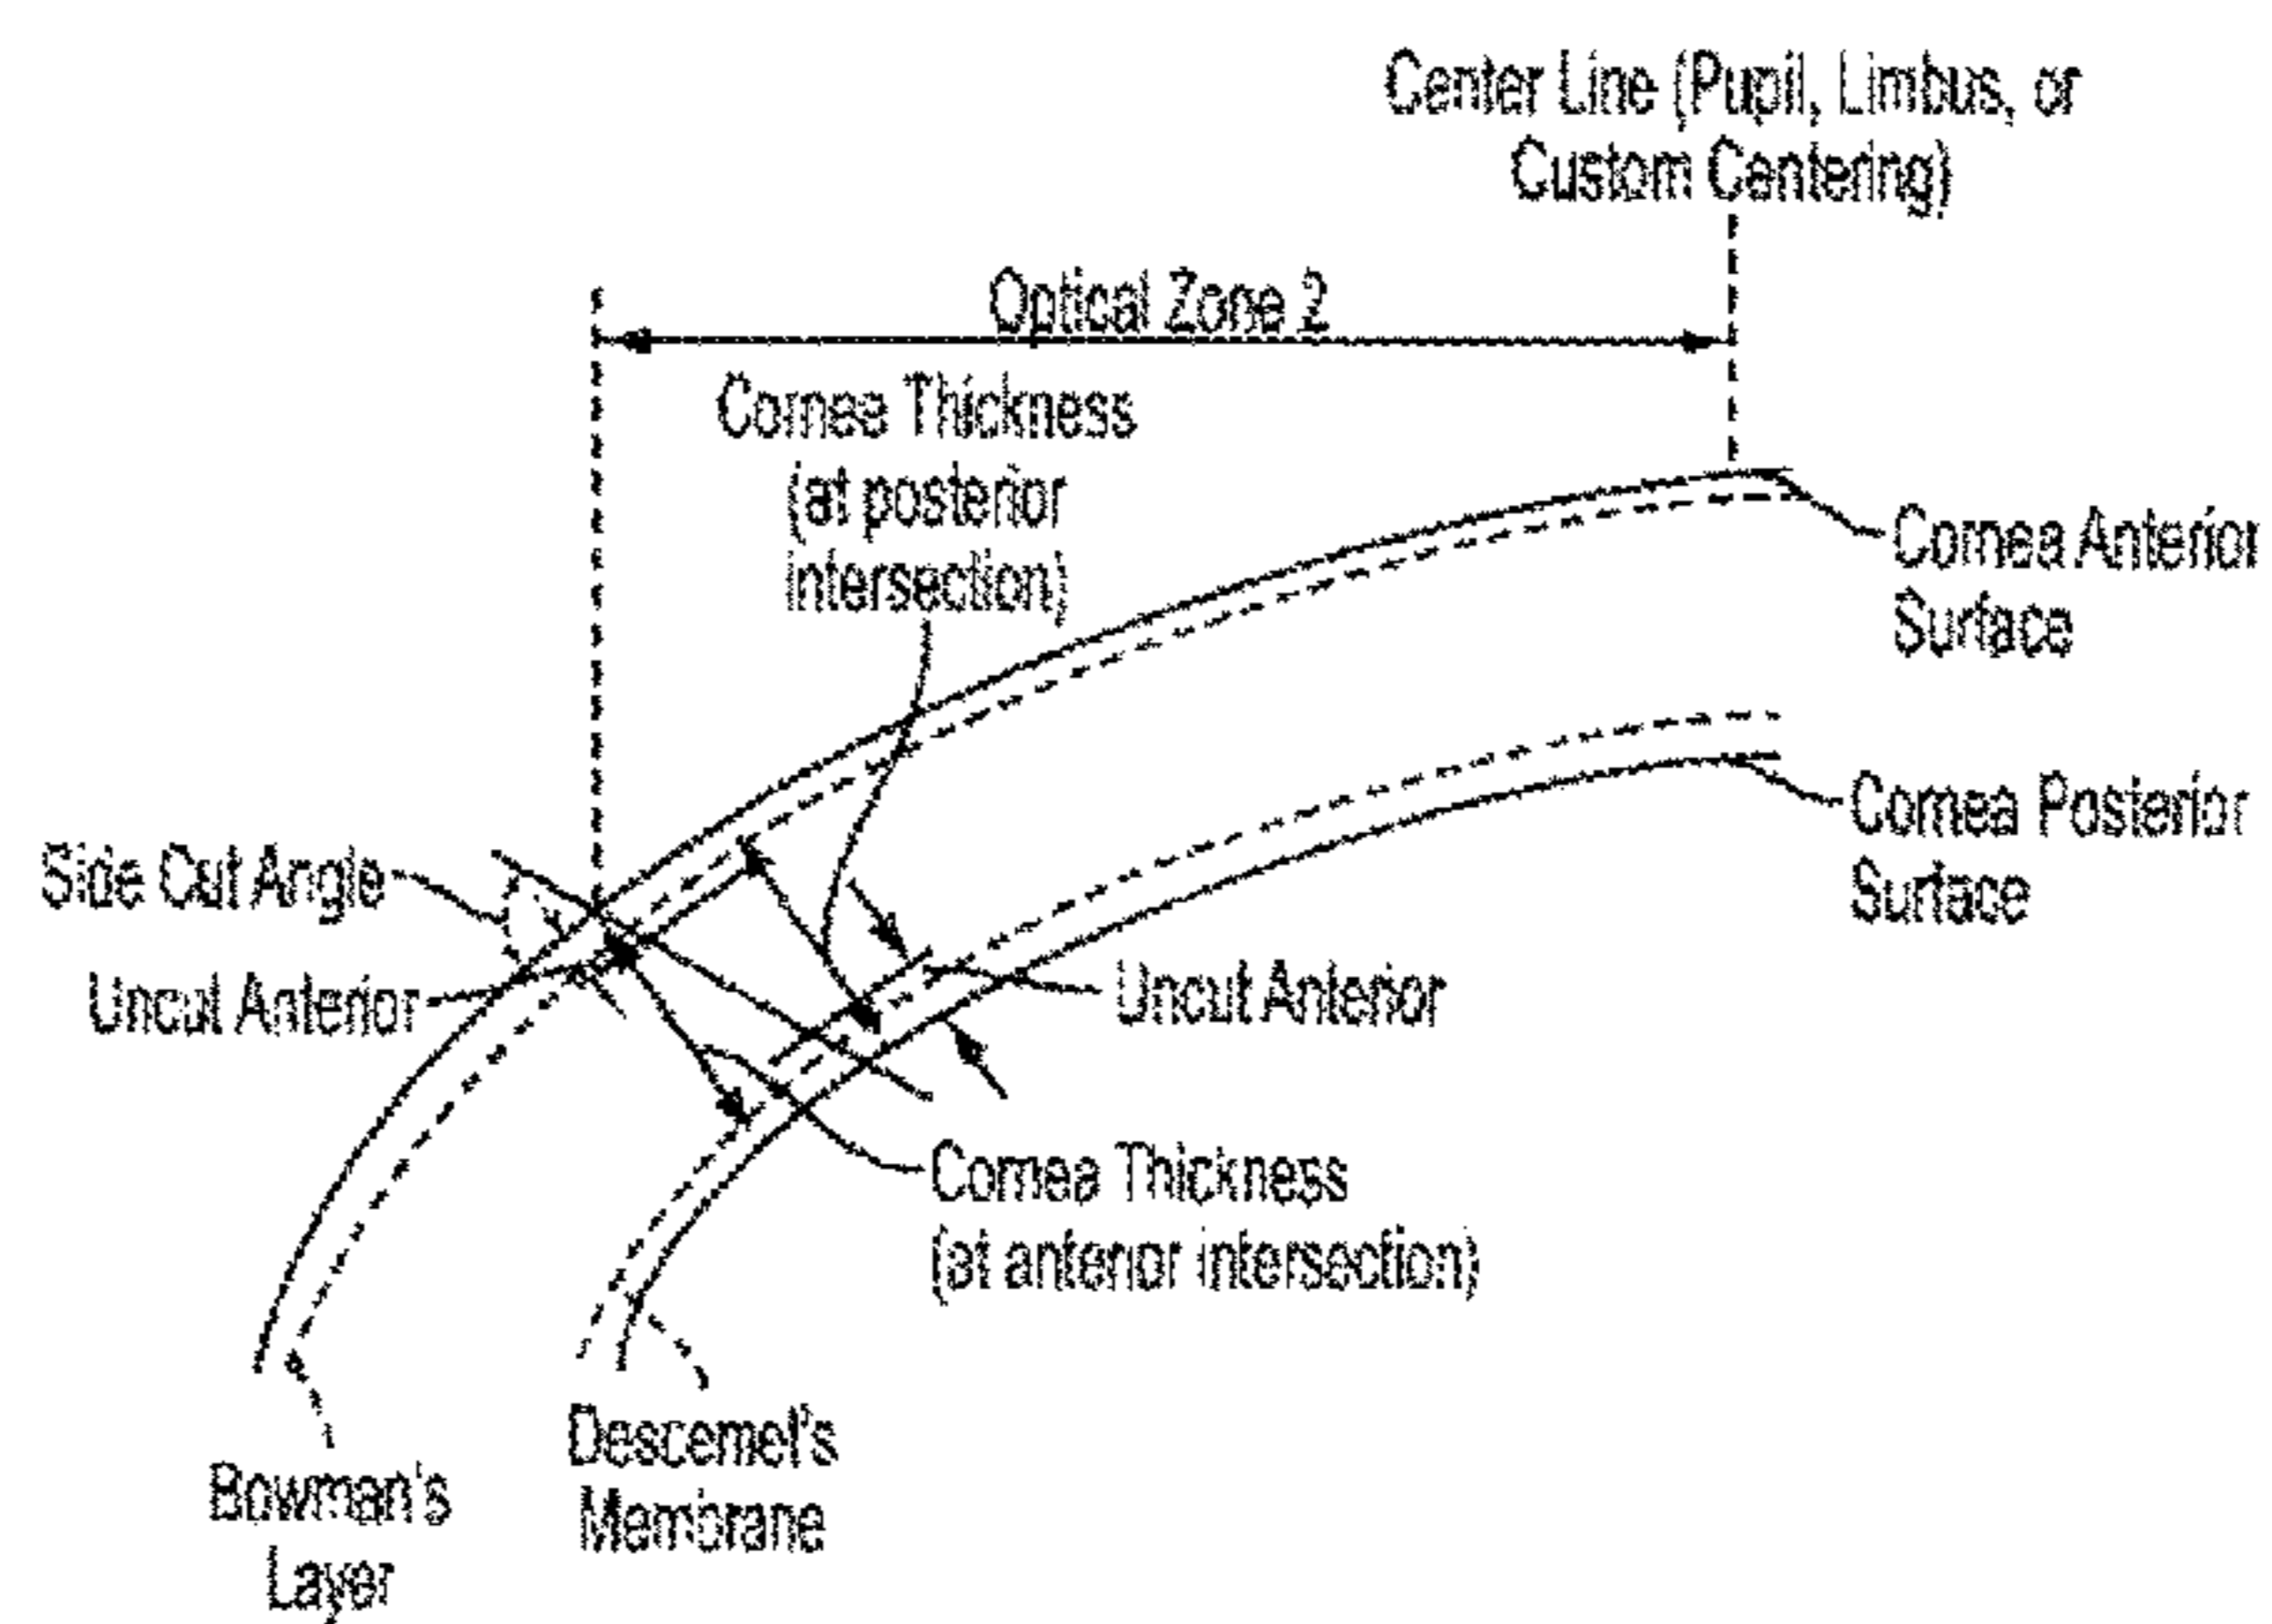 Center Line (Pupil, Limbus, or
Custom Centering)
Optical Zone 2
Cornea Thickness
(at posterior
intersection)
Cornea Anterior
Surface
Cornea Posterior
Surface
Side Cut Angle
Uncut Anterior
Uncut Anterior
Cornea Thickness
(at anterior intersection)
Descemet's
Membrane
Bowman's
Layer